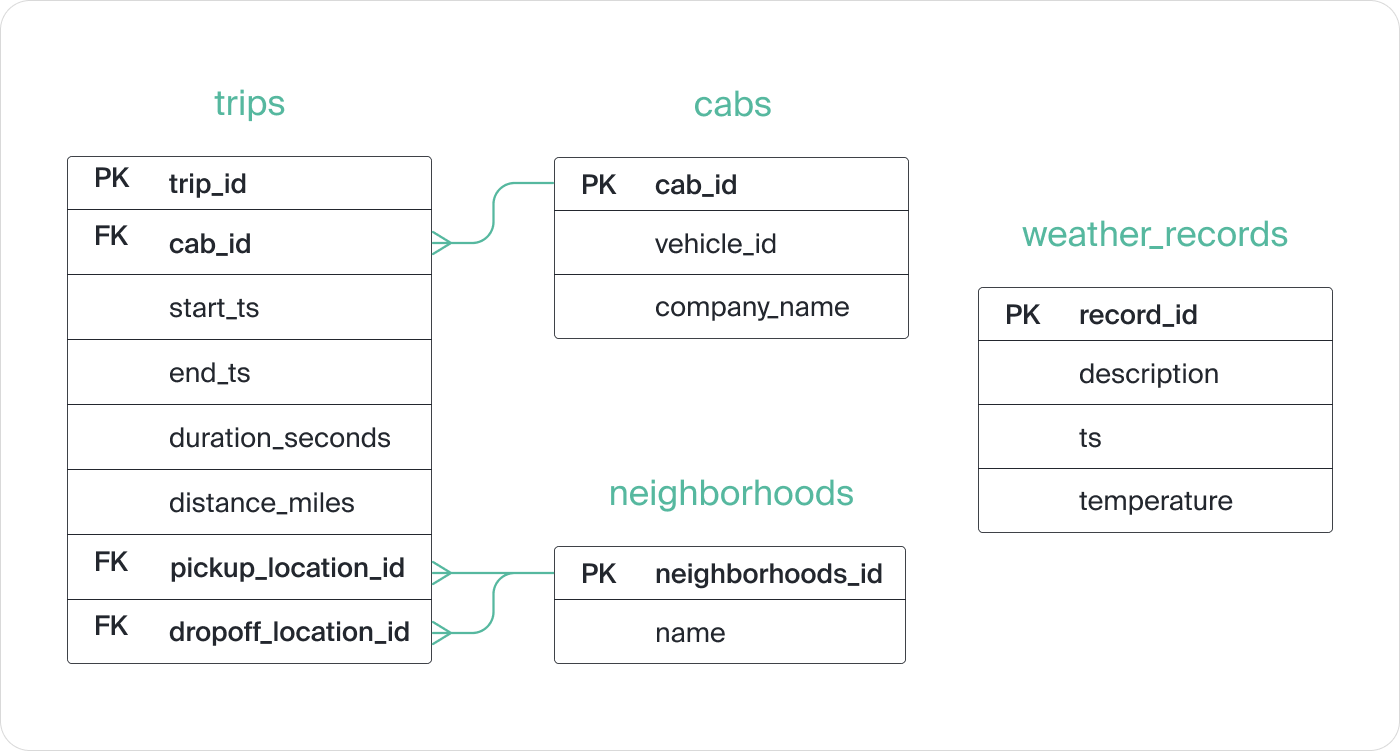 trips
PK trip_id
FK cab_id
start_ts
end_ts
duration_seconds
distance_miles
FK pickup_location_id
FK dropoff_location_id
cabs
PK cab_id
vehicle_id
company_name
neighborhoods
PK neighborhoods_id
name
weather_records
PK record_id
description
ts
temperature